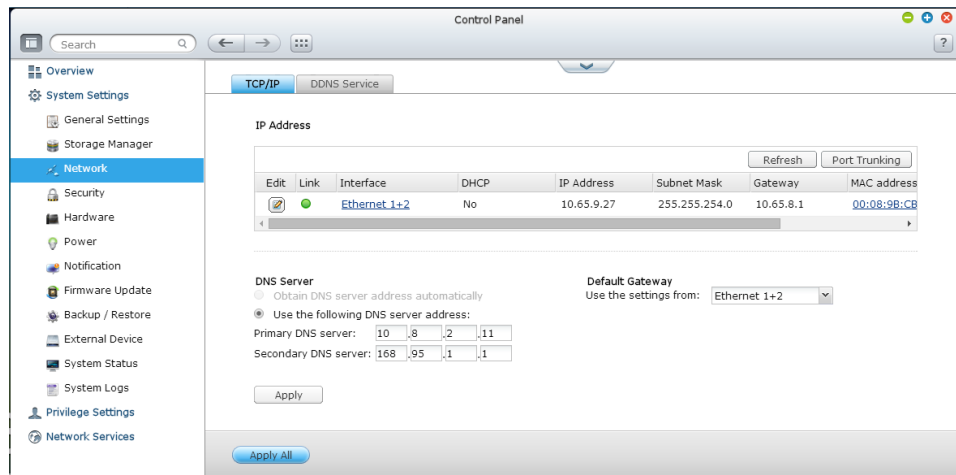 Control Panel
Search
?
Overview
System Settings
General Settings
Storage Manager
Network
Security
Hardware
Power
Notification
Firmware Update
Backup / Restore
External Device
System Status
System Logs
Privilege Settings
Network Services
TCP/IP DDNS Service
IP Address
Refresh Port Trunking
Edit Link Interface DHCP IP Address Subnet Mask Gateway MAC address
Ethernet 1+2 No 10.65.9.27 255.255.254.0 10.65.8.1 00:08:9B:CB
DNS Server Default Gateway
Obtain DNS server address automatically Use the settings from: Ethernet 1+2
Use the following DNS server address:
Primary DNS server: 10 .8 .2 .11
Secondary DNS server: 168 .95 .1 .1
Apply
Apply All